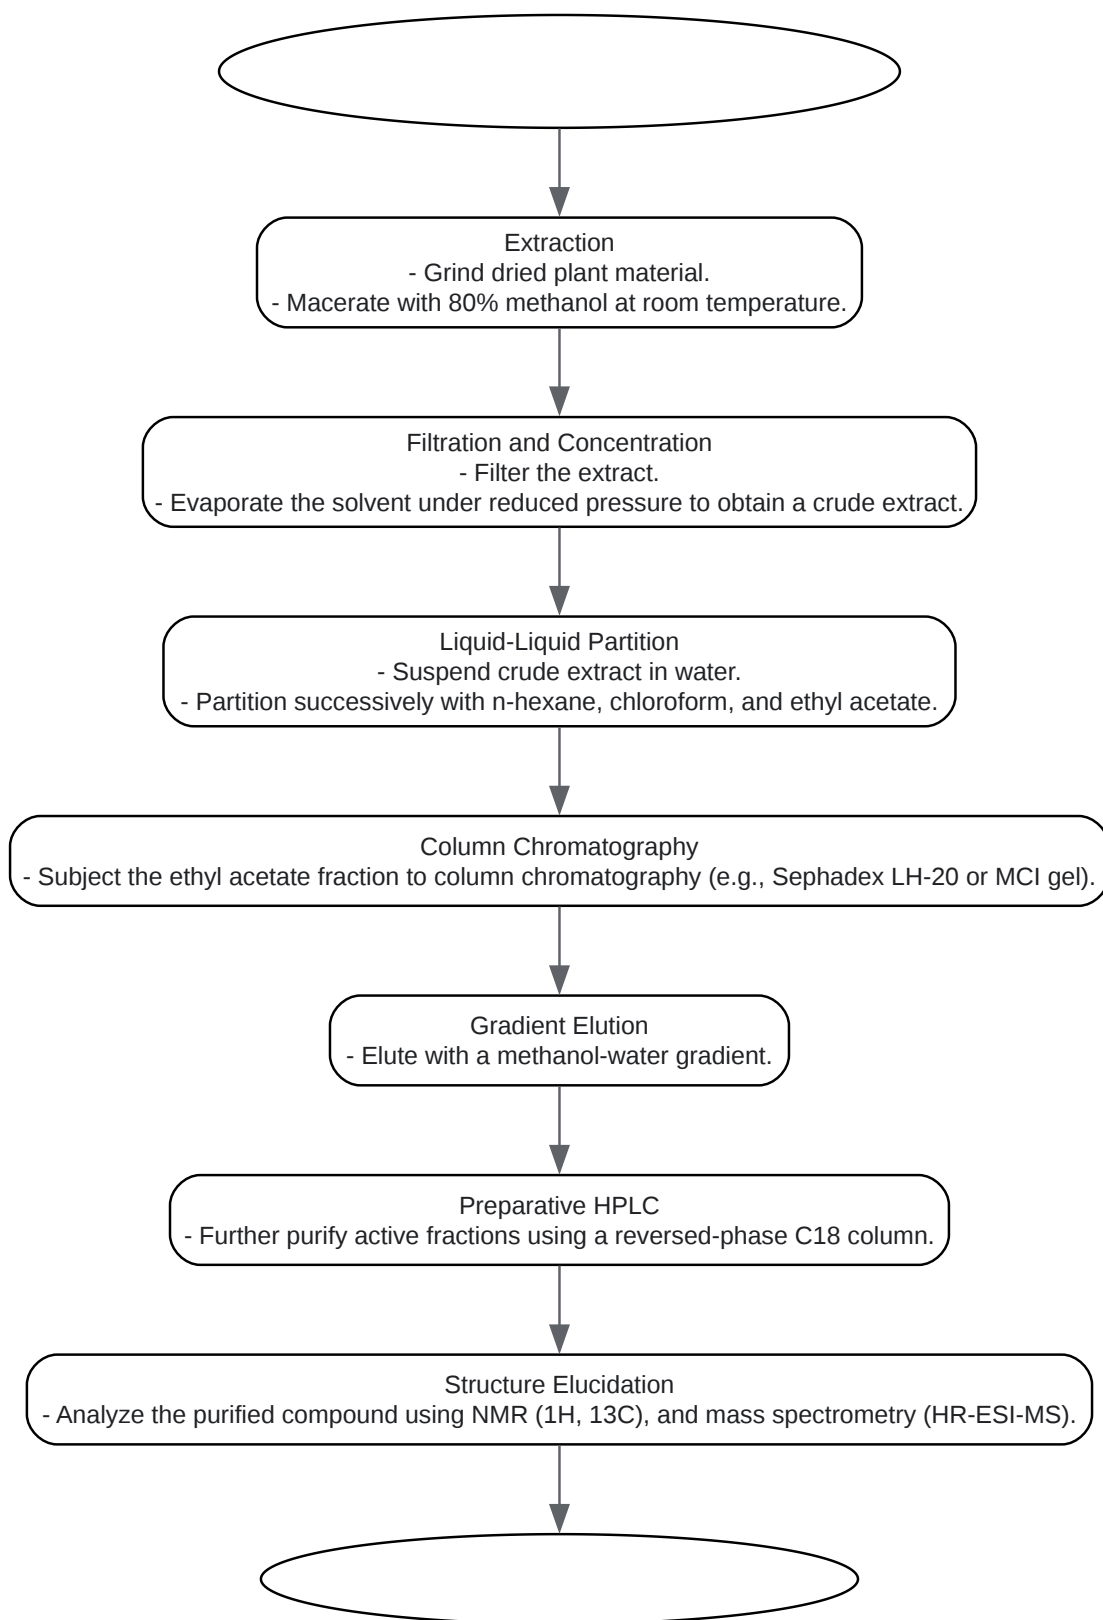 Extraction
- Grind dried plant material.
- Macerate with 80% methanol at room temperature.
Filtration and Concentration
- Filter the extract.
- Evaporate the solvent under reduced pressure to obtain a crude extract.
Liquid-Liquid Partition
- Suspend crude extract in water.
- Partition successively with n-hexane, chloroform, and ethyl acetate.
Column Chromatography
- Subject the ethyl acetate fraction to column chromatography (e.g., Sephadex LH-20 or MCI gel).
Gradient Elution
- Elute with a methanol-water gradient.
Preparative HPLC
- Further purify active fractions using a reversed-phase C18 column.
Structure Elucidation
- Analyze the purified compound using NMR (1H, 13C), and mass spectrometry (HR-ESI-MS).